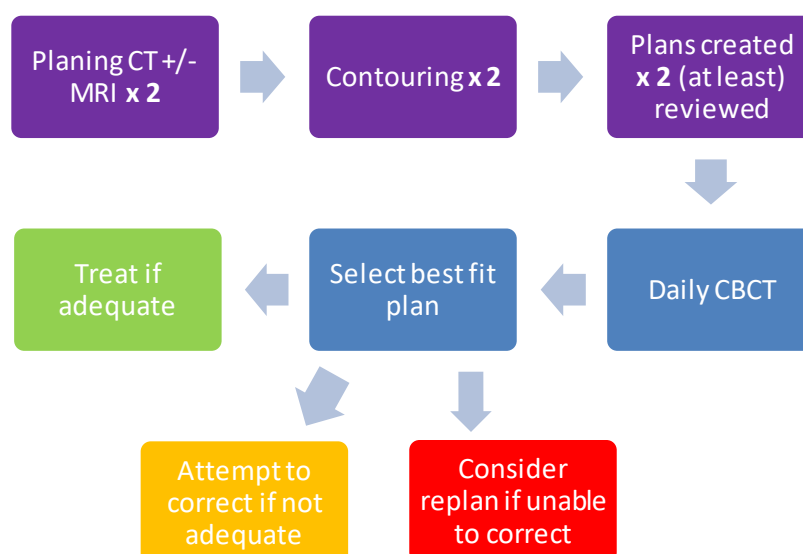 Planing CT +/-
MRI x 2
Contouring x 2
Plans created
x 2 (at least)
reviewed
Treat if
adequate
Select best fit
plan
Daily CBCT
Attempt to
correct if not
adequate
Consider
replan if unable
to correct